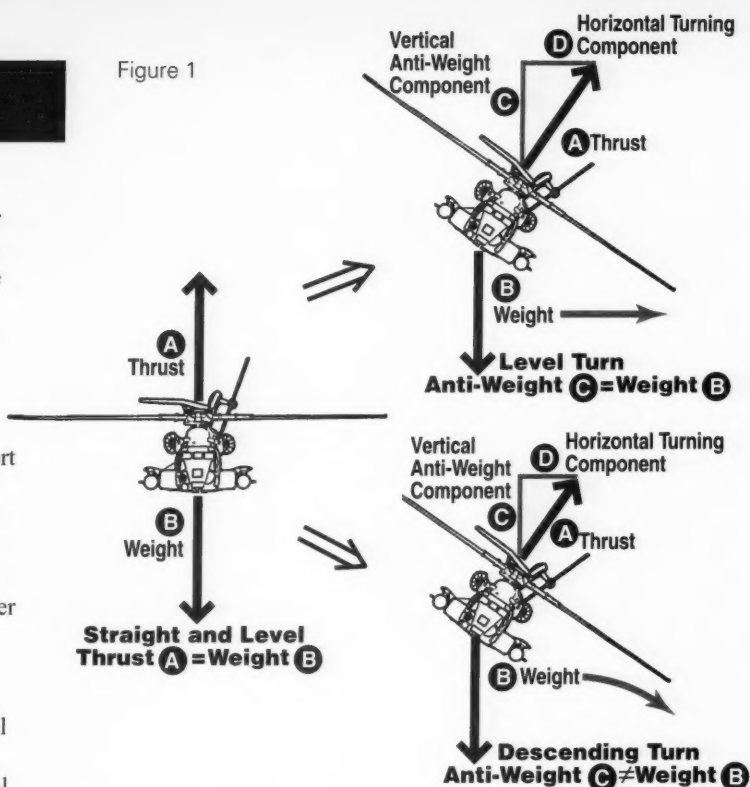 Figure 1
Vertical
Anti-Weight
Component
C
D Horizontal Turning
Component
A Thrust
B
Weight
Level Turn
Anti-Weight C=Weight B
A
Thrust
B
Weight
Straight and Level
Thrust A=Weight B
Vertical
Anti-Weight
Component
C
D Horizontal Turning
Component
A Thrust
B Weight
Descending Turn
Anti-Weight C≠Weight B